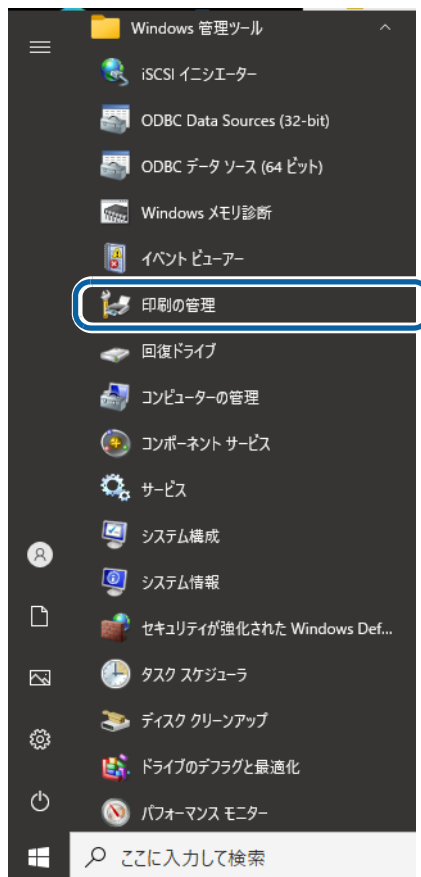 Windows 管理ツール
iSCSI イニシエーター
ODBC Data Sources (32-bit)
ODBC データ ソース (64 ビット)
Windows メモリ診断
イベント ビューアー
印刷の管理
回復ドライブ
コンピューターの管理
コンポーネント サービス
サービス
システム構成
システム情報
セキュリティが強化された Windows Def...
タスク スケジューラ
ディスク クリーンアップ
ドライブのデフラグと最適化
パフォーマンス モニター
ここに入力して検索